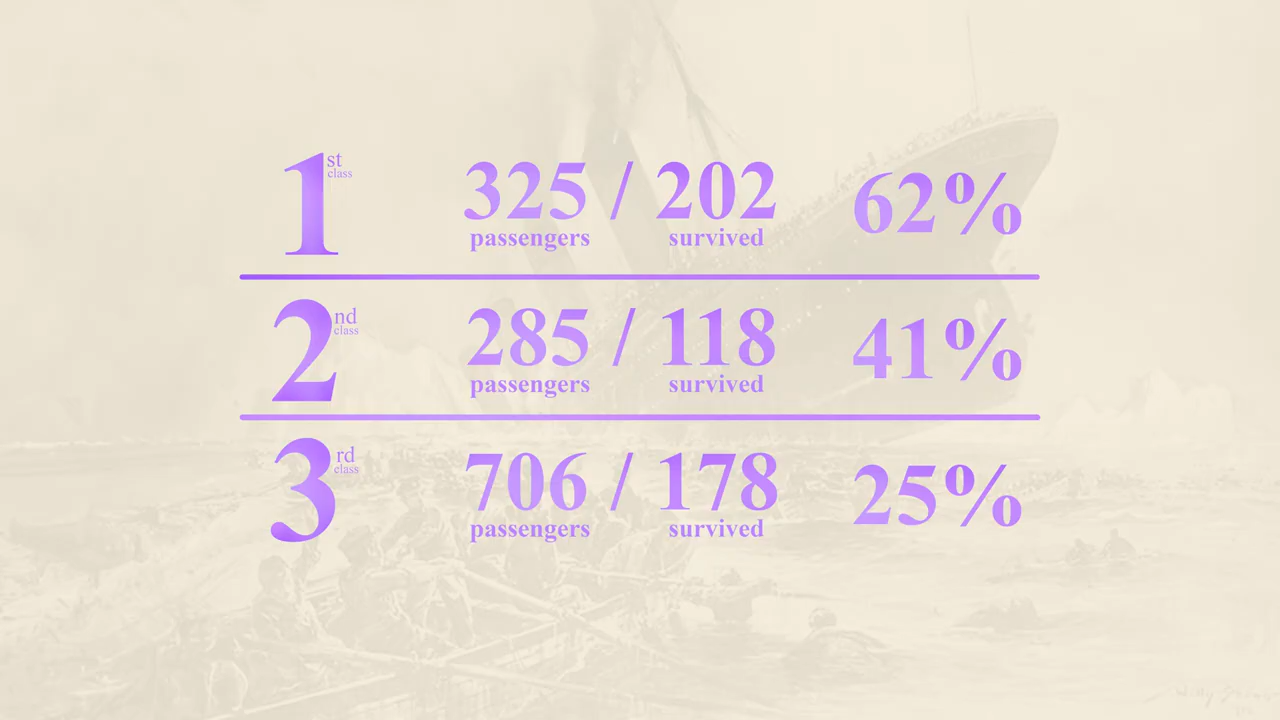 1st class
325 / 202
passengers survived
62%
2nd class
285 / 118
passengers survived
41%
3rd class
706 / 178
passengers survived
25%